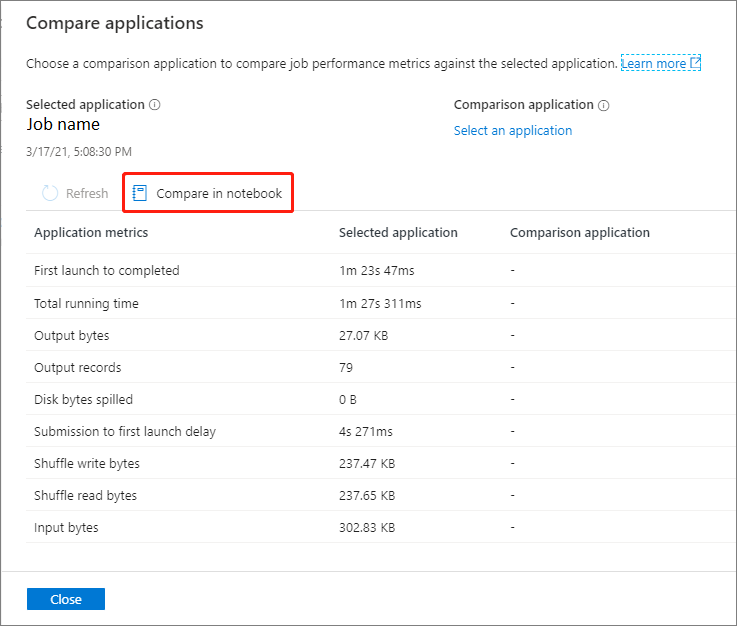 Compare applications
Choose a comparison application to compare job performance metrics against the selected application. Learn more
Selected application
Comparison application
Job name
Select an application
3/17/21, 5:08:30 PM
Refresh
Compare in notebook
Application metrics Selected application Comparison application
First launch to completed 1m 23s 47ms -
Total running time 1m 27s 311ms -
Output bytes 27.07 KB -
Output records 79 -
Disk bytes spilled 0 B -
Submission to first launch delay 4s 271ms -
Shuffle write bytes 237.47 KB -
Shuffle read bytes 237.65 KB -
Input bytes 302.83 KB -
Close